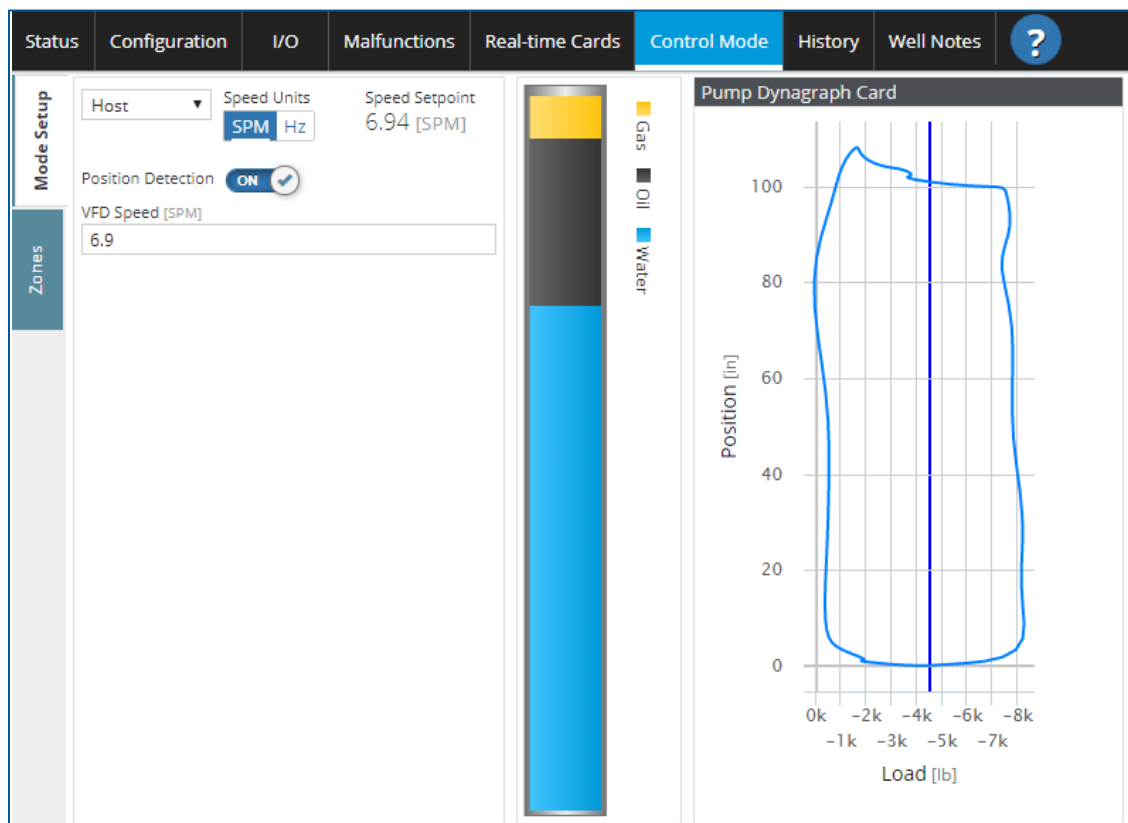 Status Configuration I/O Malfunctions Real-time Cards Control Mode History Well Notes ?
Mode Setup
Zones
Host
Speed Units
SPM Hz
Speed Setpoint
6.94 [SPM]
Position Detection ON
VFD Speed [SPM]
6.9
Gas
Oil
Water
Pump Dynagraph Card
Position [in]
100
80
60
40
20
0
0k −2k −4k −6k −8k
−1k −3k −5k −7k
Load [lb]